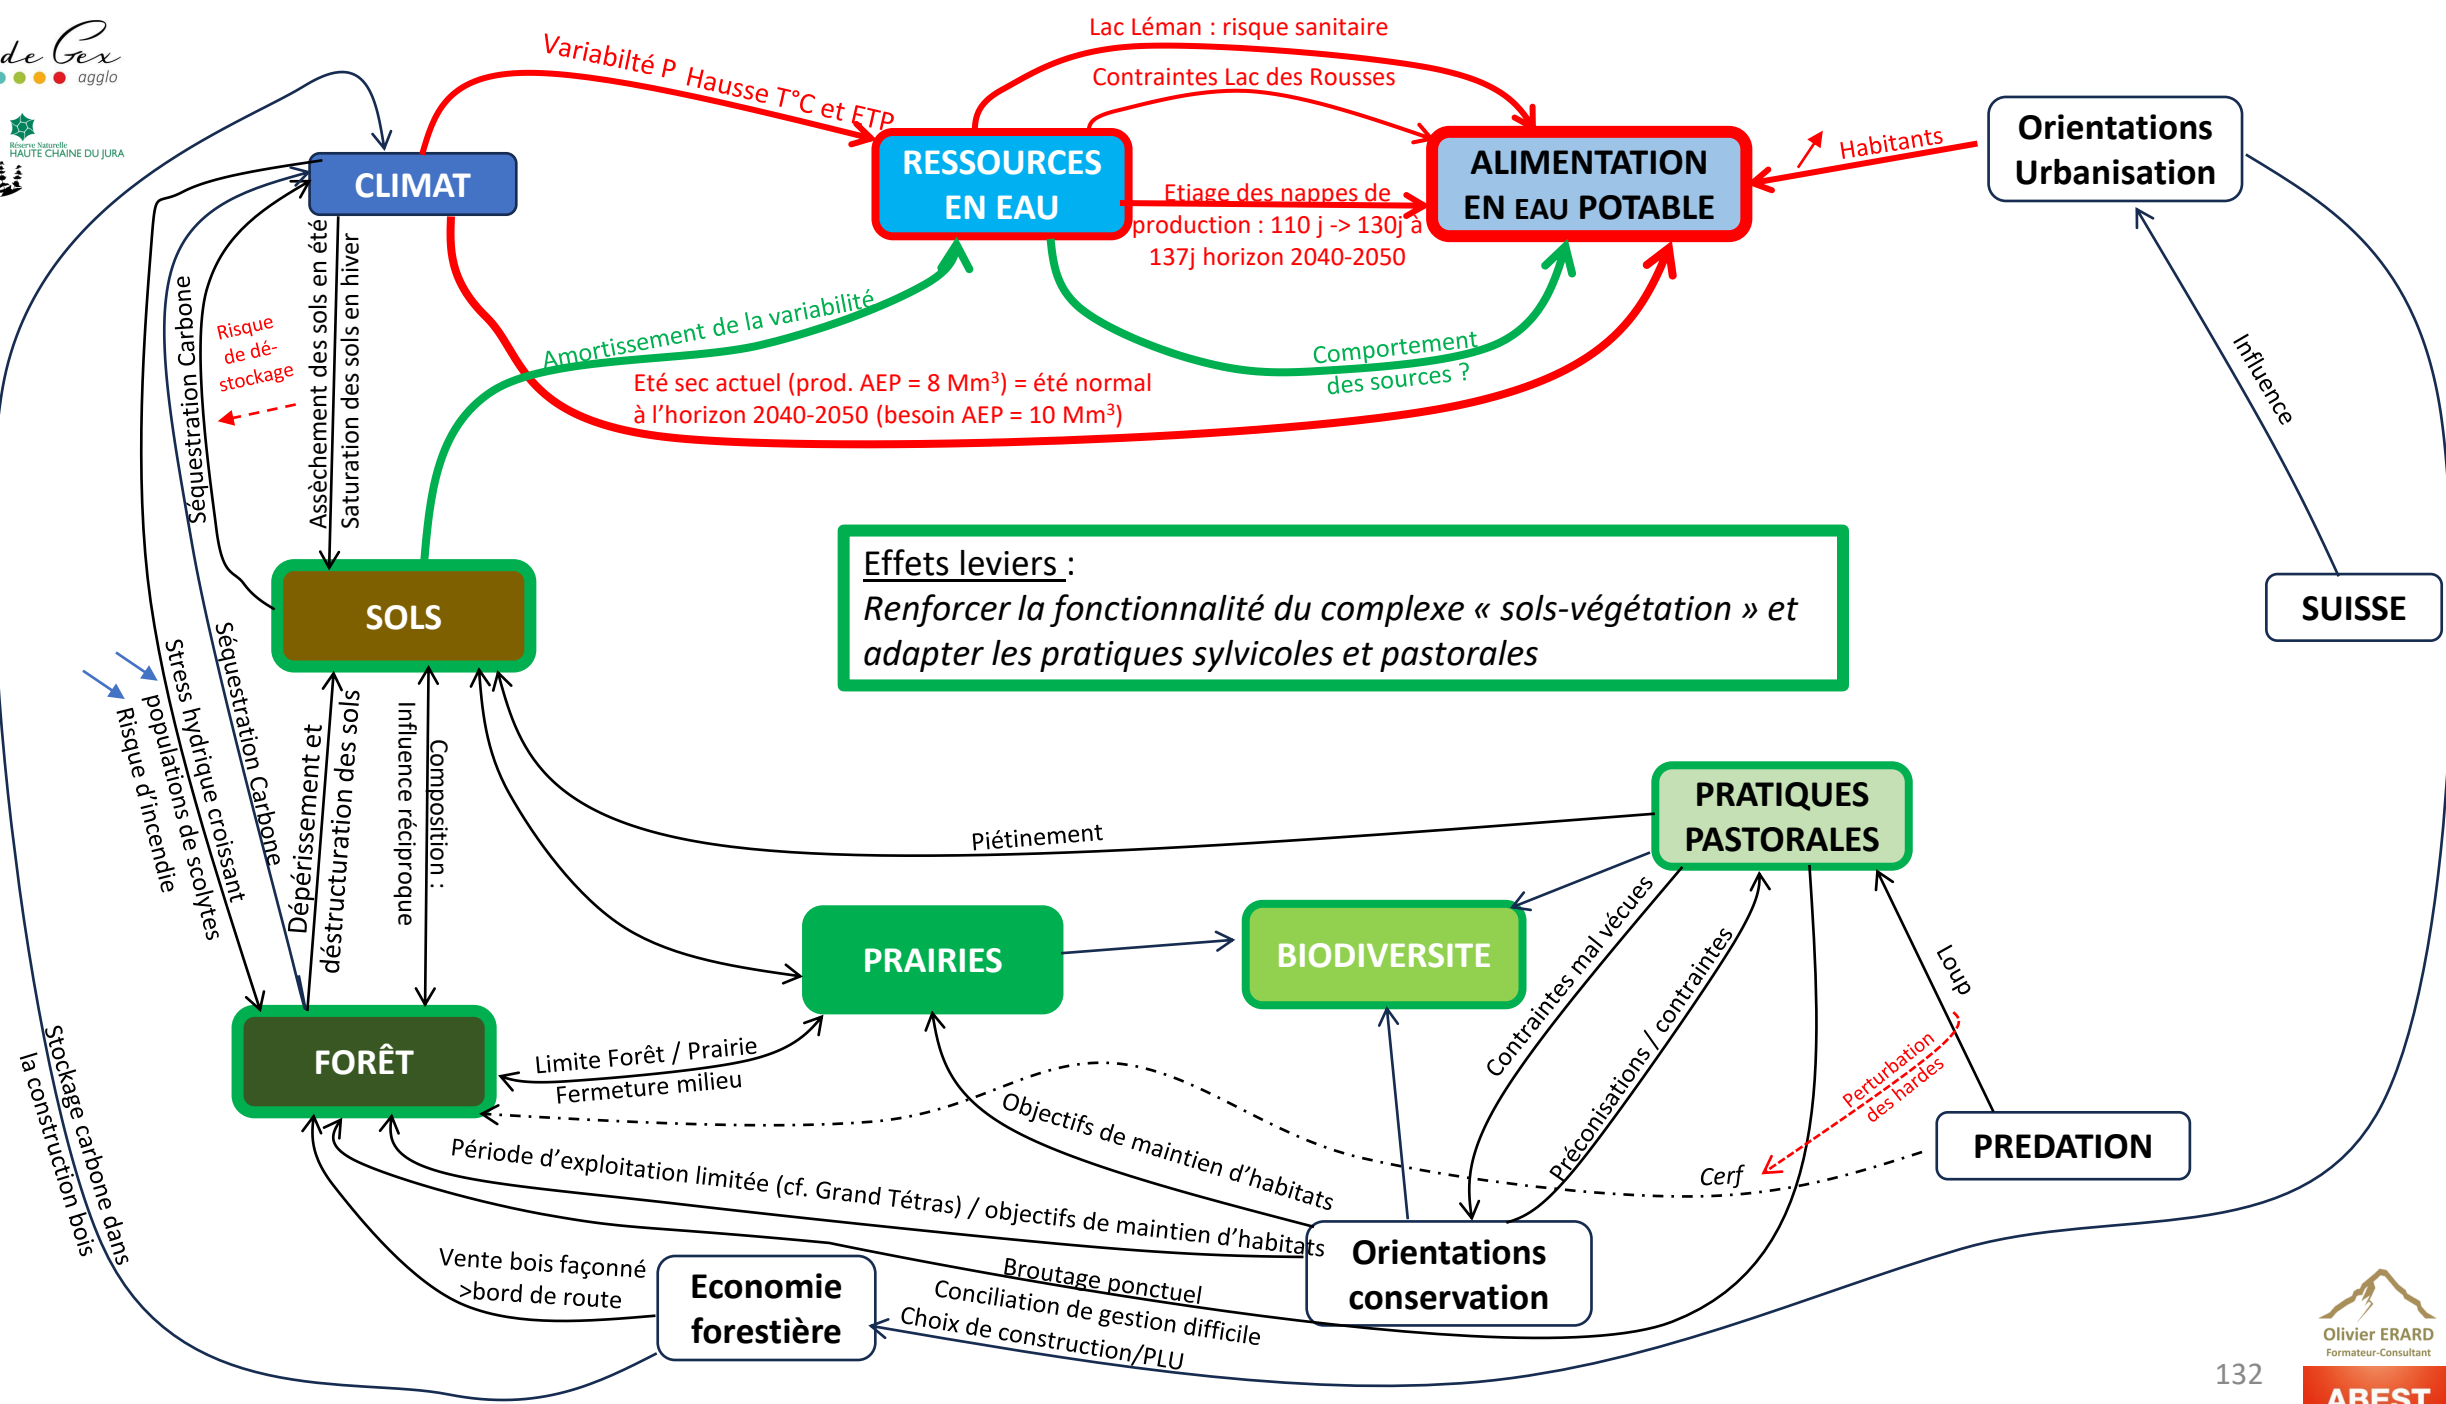 de Gex
agglo
Réserve Naturelle
HAUTE CHAINE DU JURA
Variabilté P  Hausse T°C et ETP
Lac Léman : risque sanitaire
Contraintes Lac des Rousses
CLIMAT
RESSOURCES
EN EAU
Etiage des nappes de
production : 110 j -> 130j à
137j horizon 2040-2050
ALIMENTATION
EN EAU POTABLE
Habitants
Orientations
Urbanisation
Influence
SUISSE
Séquestration Carbone
Risque
de dé-
stockage
Assèchement des sols en été
Saturation des sols en hiver
Amortissement de la variabilité
Comportement
des sources ?
Eté sec actuel (prod. AEP = 8 Mm³) = été normal
à l’horizon 2040-2050 (besoin AEP = 10 Mm³)
Effets leviers :
Renforcer la fonctionnalité du complexe « sols-végétation » et
adapter les pratiques sylvicoles et pastorales
SOLS
Stress hydrique croissant
populations de scolytes
Risque d’incendie
Séquestration Carbone
Dépérissement et
déstructuration des sols
Composition :
Influence réciproque
Piétinement
PRATIQUES
PASTORALES
PRAIRIES
BIODIVERSITE
Contraintes mal vécues
Préconisations / contraintes
Loup
Perturbation
des hardes
PREDATION
Cerf
FORÊT
Limite Forêt / Prairie
Fermeture milieu
Objectifs de maintien d’habitats
Période d’exploitation limitée (cf. Grand Tétras) / objectifs de maintien d’habitats
Stockage carbone dans
la construction bois
Vente bois façonné
>bord de route
Economie
forestière
Broutage ponctuel
Conciliation de gestion difficile
Choix de construction/PLU
Orientations
conservation
Olivier ERARD
Formateur-Consultant
132
ABEST